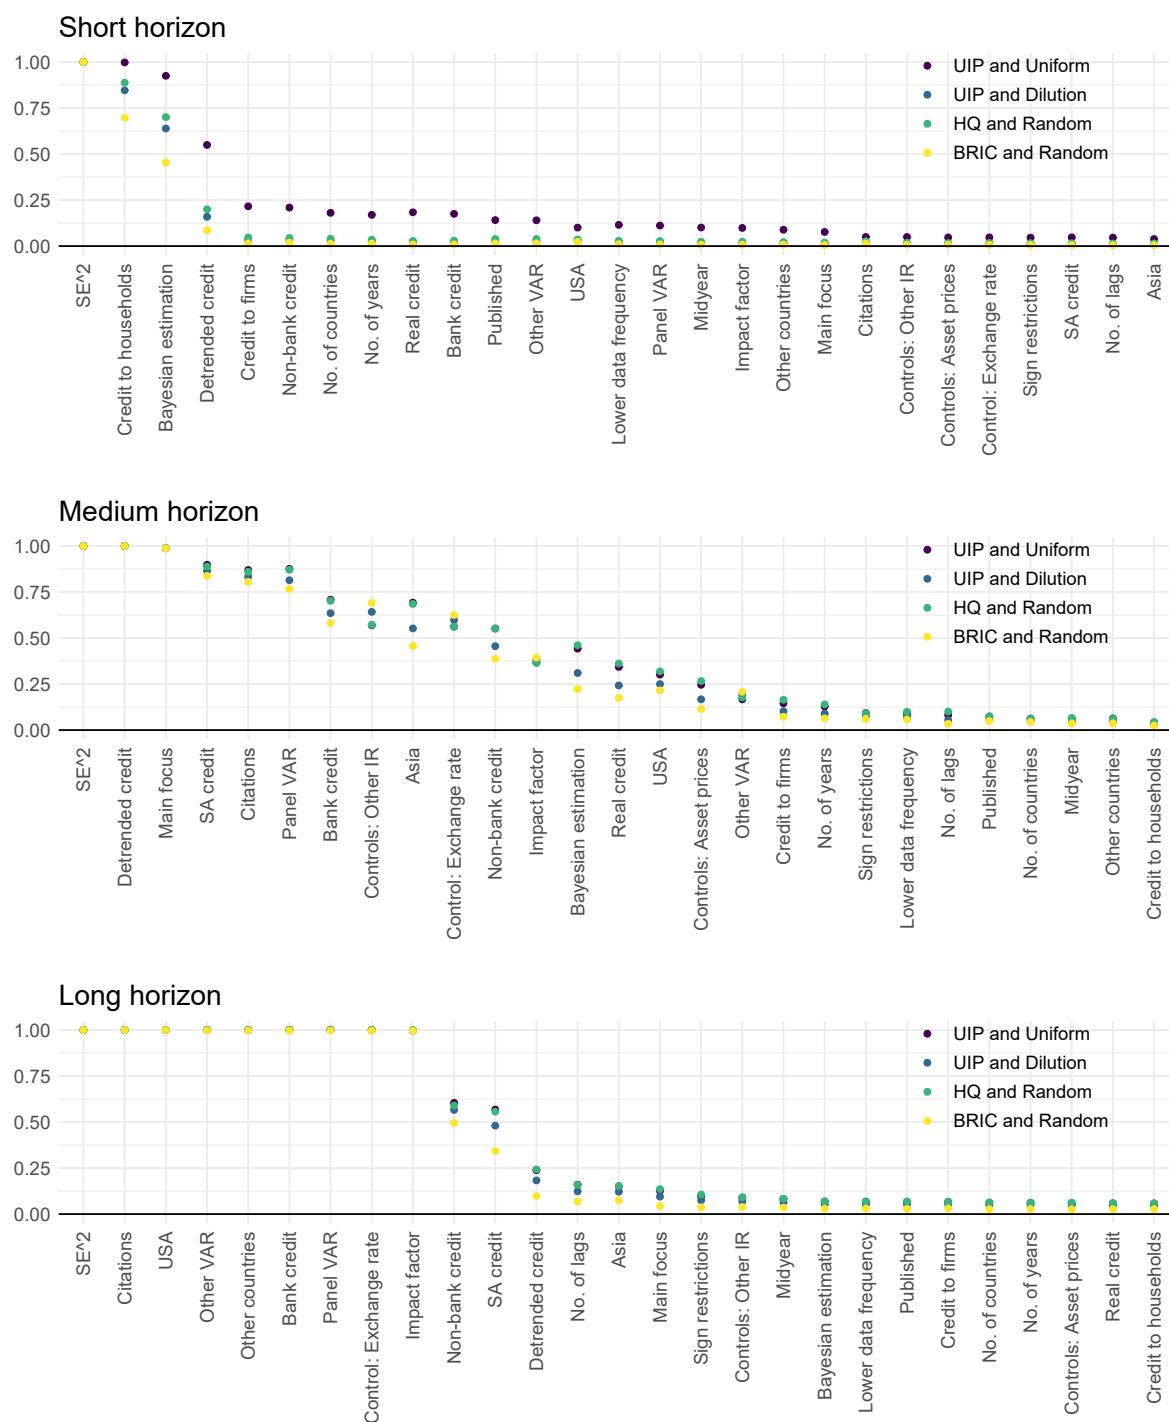 Short horizon
1.00
0.75
0.50
0.25
0.00
UIP and Uniform
UIP and Dilution
HQ and Random
BRIC and Random
SE^2
Credit to households
Bayesian estimation
Detrended credit
Credit to firms
Non-bank credit
No. of countries
No. of years
Real credit
Bank credit
Published
Other VAR
USA
Lower data frequency
Panel VAR
Midyear
Impact factor
Other countries
Main focus
Citations
Controls: Other IR
Controls: Asset prices
Control: Exchange rate
Sign restrictions
SA credit
No. of lags
Asia
Medium horizon
1.00
0.75
0.50
0.25
0.00
UIP and Uniform
UIP and Dilution
HQ and Random
BRIC and Random
SE^2
Detrended credit
Main focus
SA credit
Citations
Panel VAR
Bank credit
Controls: Other IR
Asia
Control: Exchange rate
Non-bank credit
Impact factor
Bayesian estimation
Real credit
USA
Controls: Asset prices
Other VAR
Credit to firms
No. of years
Sign restrictions
Lower data frequency
No. of lags
Published
No. of countries
Midyear
Other countries
Credit to households
Long horizon
1.00
0.75
0.50
0.25
0.00
UIP and Uniform
UIP and Dilution
HQ and Random
BRIC and Random
SE^2
Citations
USA
Other VAR
Other countries
Bank credit
Panel VAR
Control: Exchange rate
Impact factor
Non-bank credit
SA credit
Detrended credit
No. of lags
Asia
Main focus
Sign restrictions
Controls: Other IR
Midyear
Bayesian estimation
Lower data frequency
Published
Credit to firms
No. of countries
No. of years
Controls: Asset prices
Real credit
Credit to households